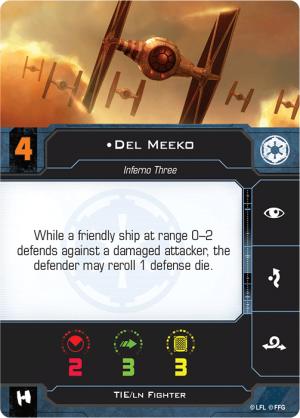 4
•Del Meeko
Inferno Three
While a friendly ship at range 0–2
defends against a damaged attacker, the
defender may reroll 1 defense die.
2 3 3
TIE/ln Fighter
©LFL ©FFG